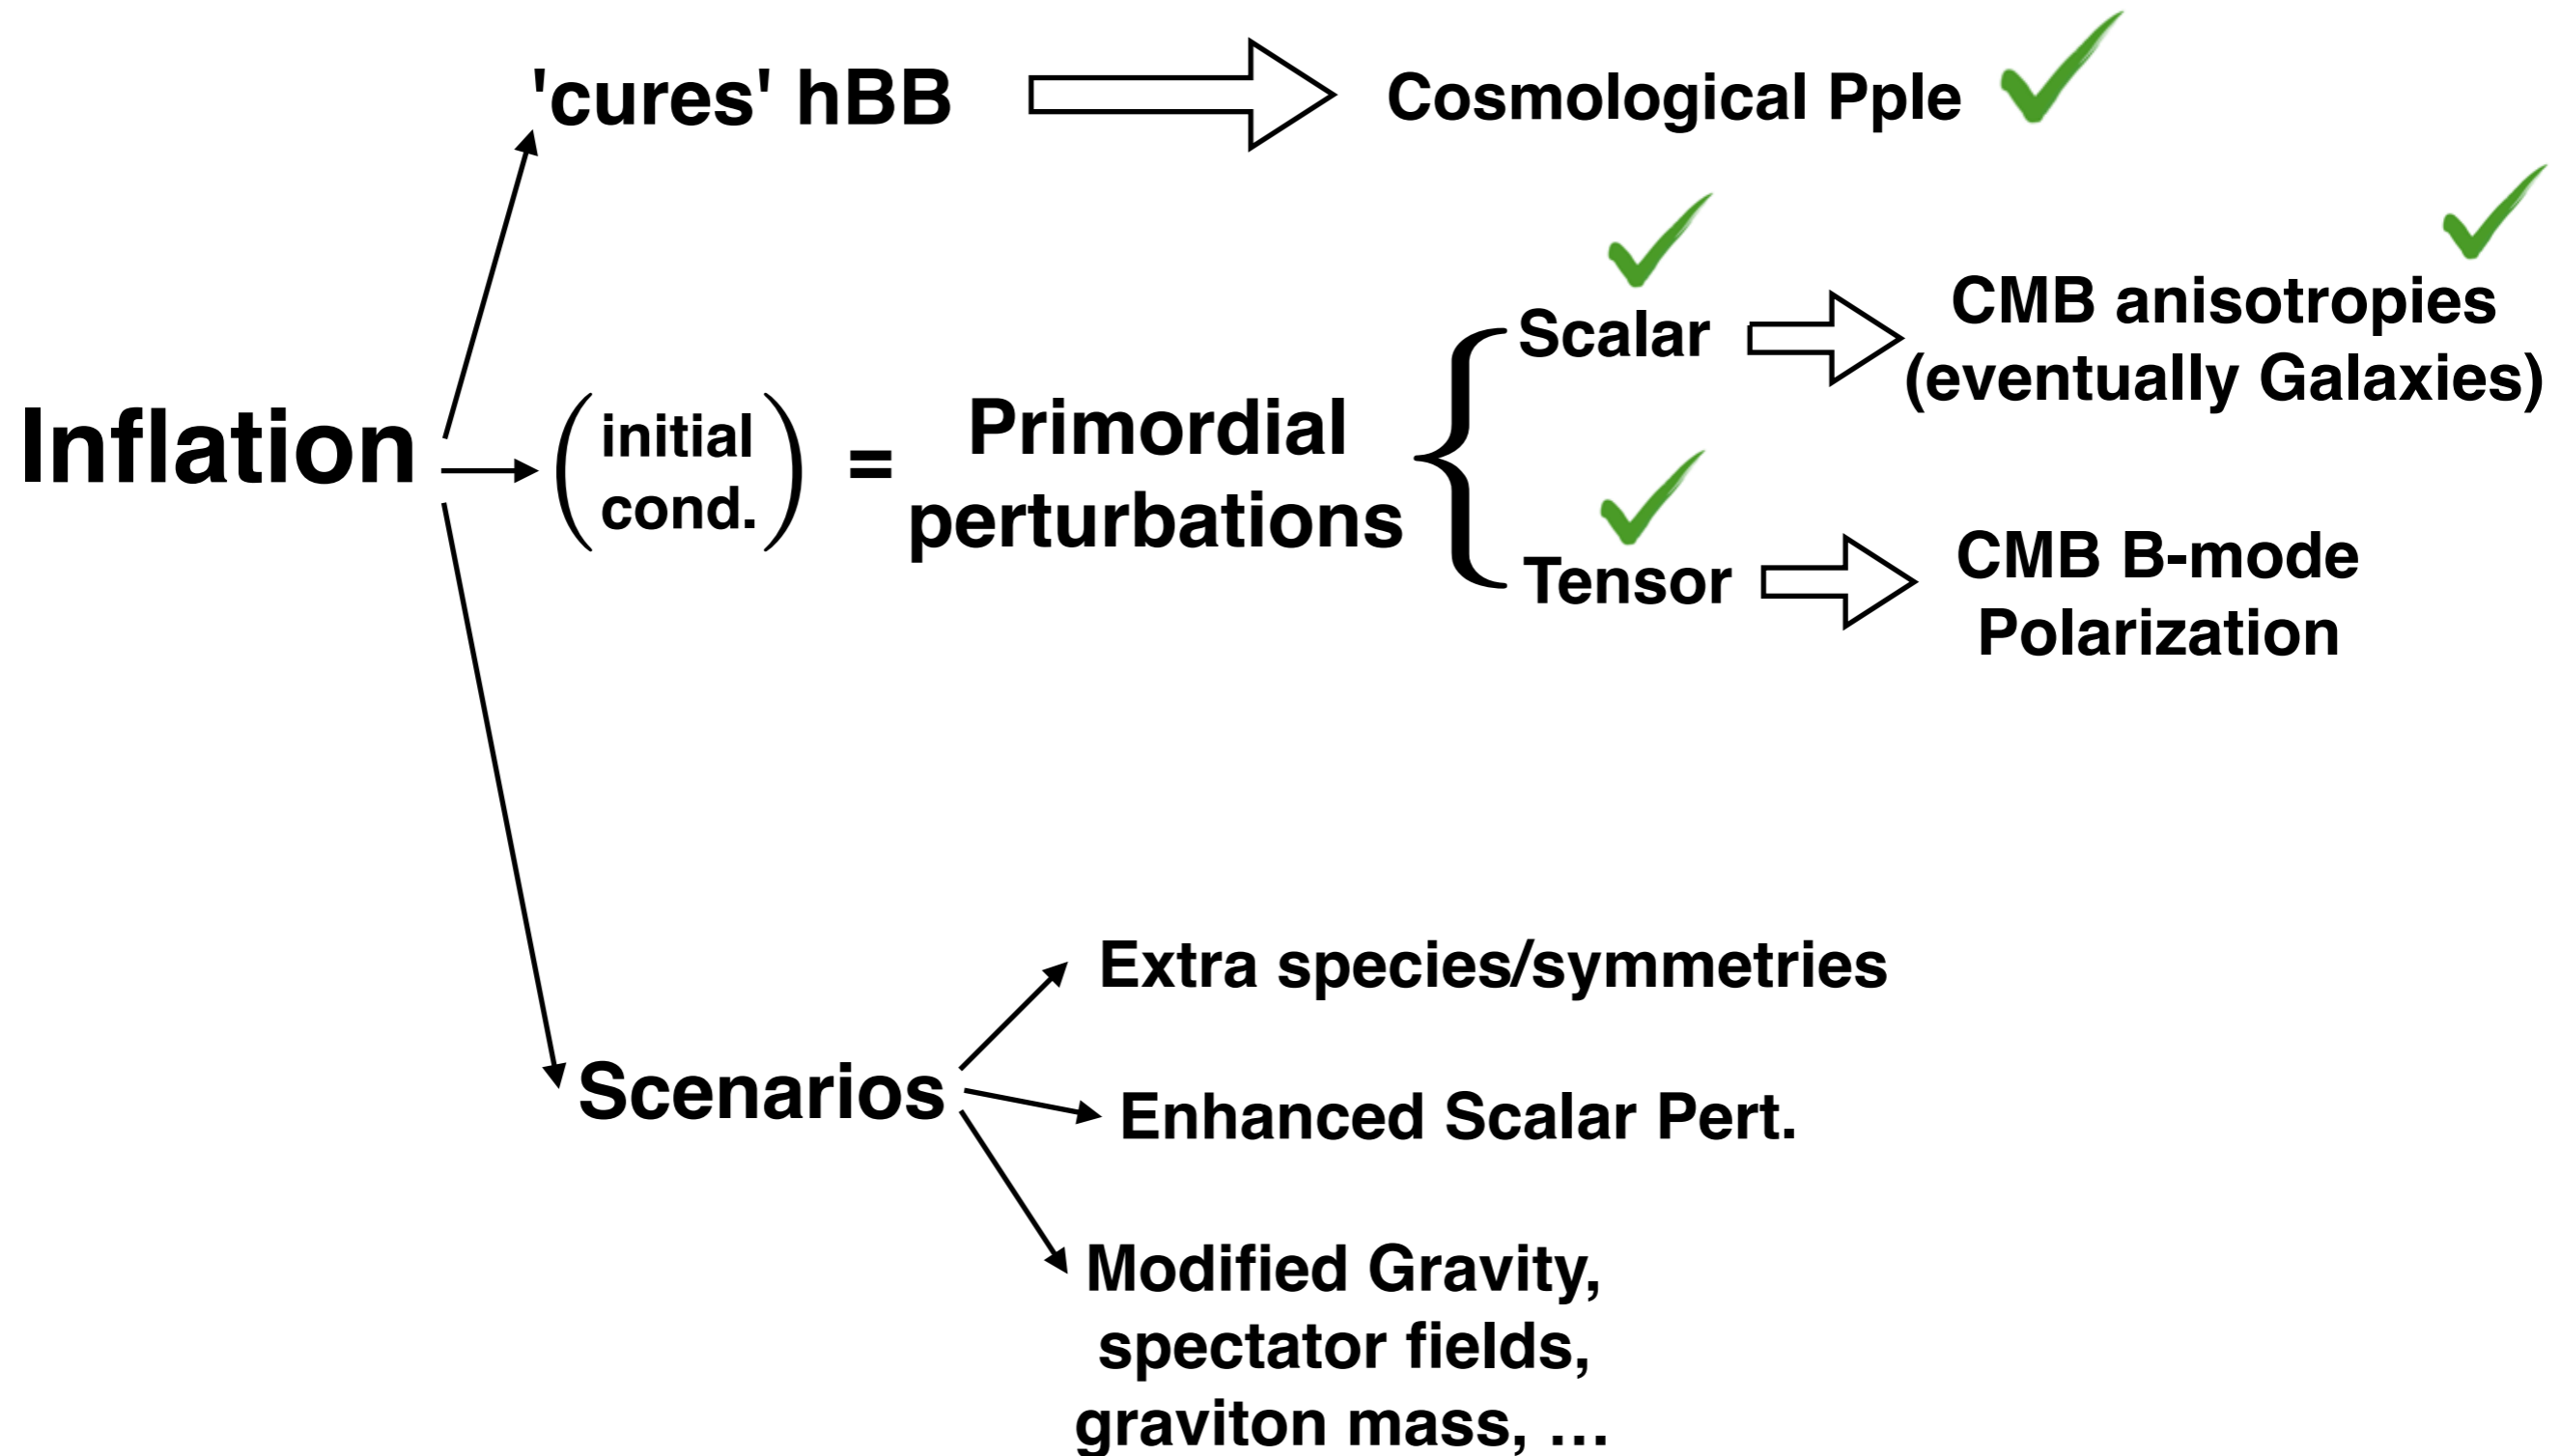 'cures' hBB
Cosmological Pple
Inflation
initial
cond.
=
Primordial
perturbations
Scalar
CMB anisotropies
(eventually Galaxies)
Tensor
CMB B-mode
Polarization
Scenarios
Extra species/symmetries
Enhanced Scalar Pert.
Modified Gravity,
spectator fields,
graviton mass, …